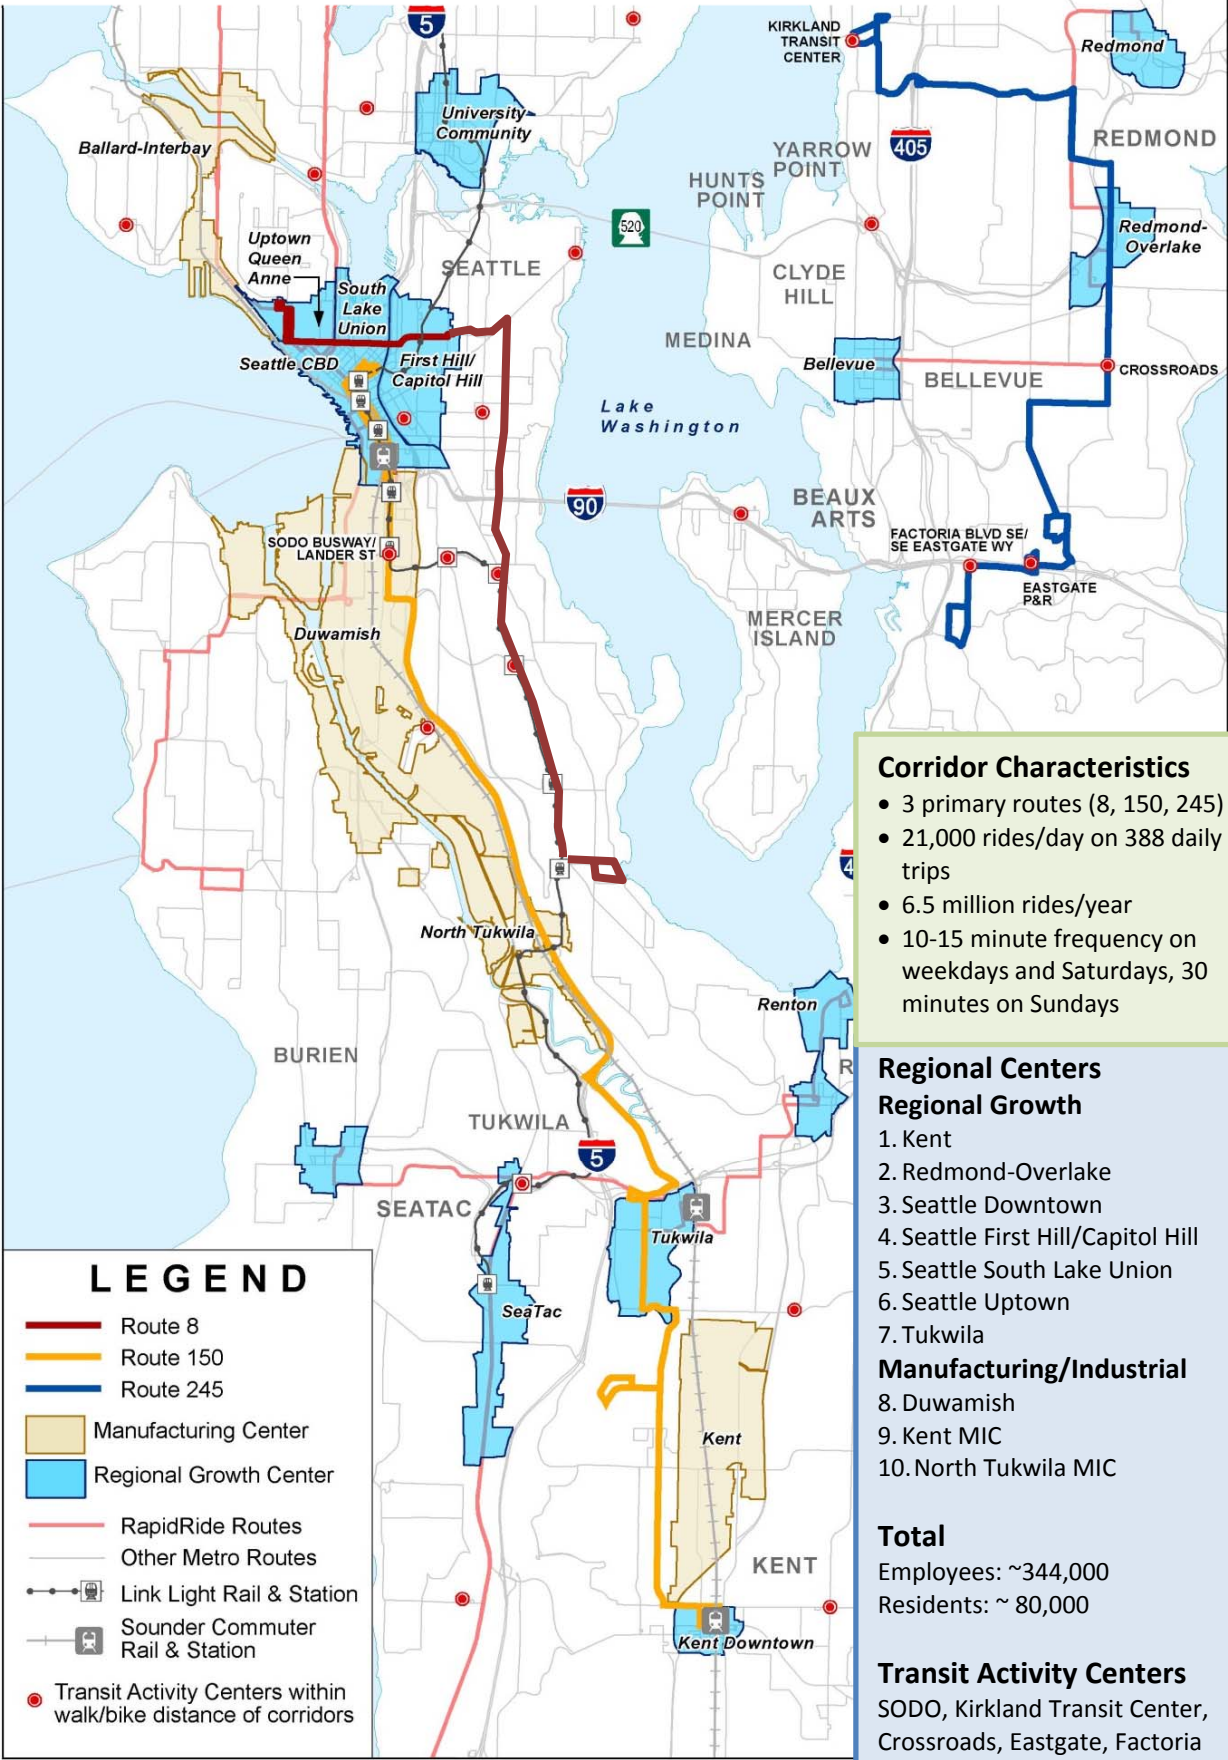 5
KIRKLAND
TRANSIT
CENTER
Redmond
University
Community
Ballard-Interbay
405
REDMOND
YARROW
POINT
HUNTS
POINT
520
Redmond-
Overlake
Uptown
Queen
Anne
SEATTLE
South
Lake
Union
CLYDE
HILL
MEDINA
Seattle CBD
First Hill/
Capitol Hill
Bellevue
BELLEVUE
CROSSROADS
Lake
Washington
90
BEAUX
ARTS
SODO BUSWAY/
LANDER ST
FACTORIA BLVD SE/
SE EASTGATE WY
EASTGATE
P&R
Duwamish
MERCER
ISLAND
4
North Tukwila
Renton
BURIEN
R
TUKWILA
5
SEATAC
Tukwila
SeaTac
Kent
KENT
Kent Downtown
LEGEND
Route 8
Route 150
Route 245
Manufacturing Center
Regional Growth Center
RapidRide Routes
Other Metro Routes
Link Light Rail & Station
Sounder Commuter
Rail & Station
Transit Activity Centers within
walk/bike distance of corridors
Corridor Characteristics
• 3 primary routes (8, 150, 245)
• 21,000 rides/day on 388 daily
trips
• 6.5 million rides/year
• 10-15 minute frequency on
weekdays and Saturdays, 30
minutes on Sundays
Regional Centers
Regional Growth
1. Kent
2. Redmond-Overlake
3. Seattle Downtown
4. Seattle First Hill/Capitol Hill
5. Seattle South Lake Union
6. Seattle Uptown
7. Tukwila
Manufacturing/Industrial
8. Duwamish
9. Kent MIC
10. North Tukwila MIC
Total
Employees: ~344,000
Residents: ~ 80,000
Transit Activity Centers
SODO, Kirkland Transit Center,
Crossroads, Eastgate, Factoria